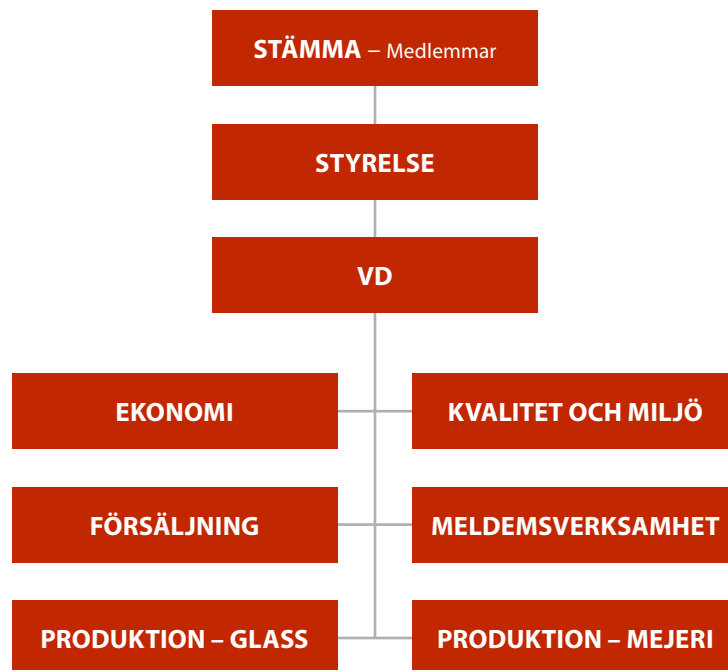 STÄMMA – Medlemmar
STYRELSE
VD
EKONOMI
KVALITET OCH MILJÖ
FÖRSÄLJNING
MELDEMSVERKSAMHET
PRODUKTION – GLASS
PRODUKTION – MEJERI